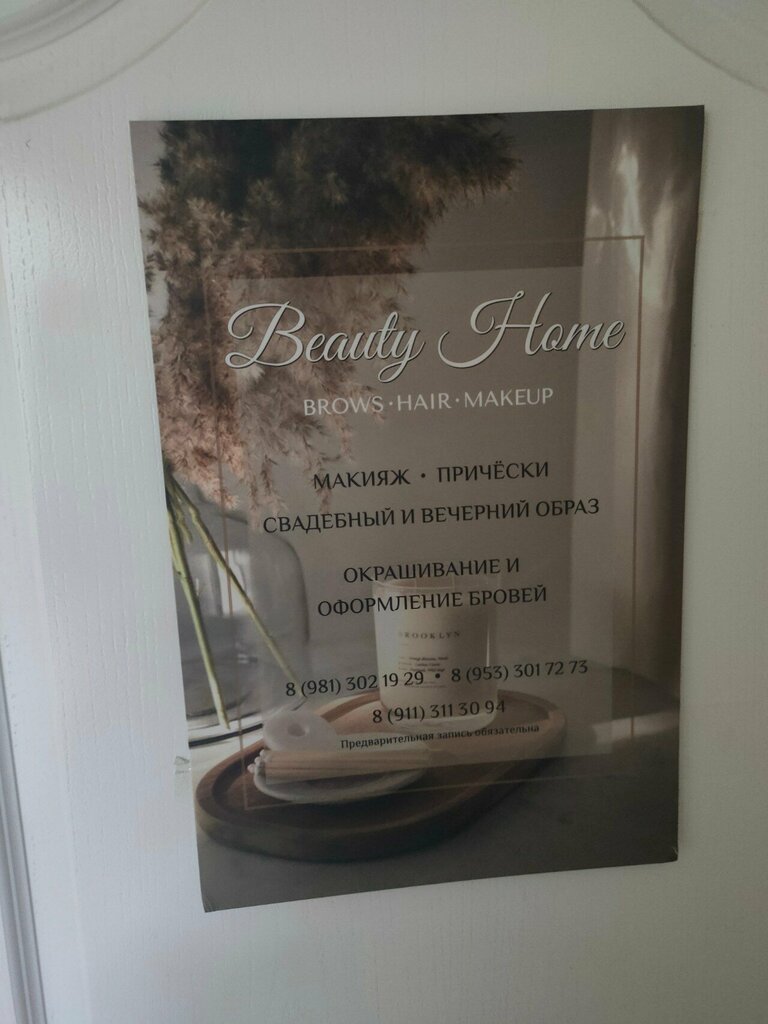 Beauty Home
BROWS·HAIR·MAKEUP
МАКИЯЖ · ПРИЧЁСКИ
СВАДЕБНЫЙ И ВЕЧЕРНИЙ ОБРАЗ
ОКРАШИВАНИЕ И
ОФОРМЛЕНИЕ БРОВЕЙ
BROOKLYN
8 (981) 302 19 29 · 8 (953) 301 72 73
8 (911) 311 30 94
Предварительная запись обязательна